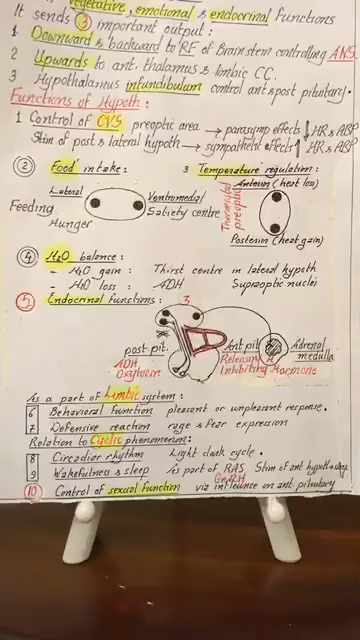 Vegetative, emotional & endocrinal functions
It sends 3 important output:
1 Downward & backward to RF of Brainstem controlling ANS.
2 Upwards to ant. thalamus & limbic CC.
3 Hypothalamus infundibulum control ant & post pituitary.
Functions of Hypoth:
1 Control of CVS preoptic area → parasymp effects ↓ HR & ABP
Stim of post & lateral hypoth → sympathetic effects ↑ HR & ABP
2 Food intake:
3 Temperature regulation:
Lateral
Anterior (heat loss)
Feeding
Ventromedial
Hunger
Satiety centre
preoptic
Posterior (heat gain)
4 H2O balance:
- H2O gain: Thirst centre in lateral hypoth
- H2O loss: ADH Supraoptic nuclei
5 Endocrinal Functions:
3
post-pit.
Ant pit
Adrenal medulla
ADH
Oxytocin
Releasing
Inhibiting Hormone
As a part of Limbic system:
6 Behavioral function pleasant or unpleasant response.
7 Defensive reaction rage & fear expression
Relation to Cyclic phenomenon:
8 Circadian rhythm Light dark cycle.
9 Wakefulness & sleep As part of RAS Stim of ant hypoth → sleep
GnRH
10 Control of sexual function via influence on ant pituitary